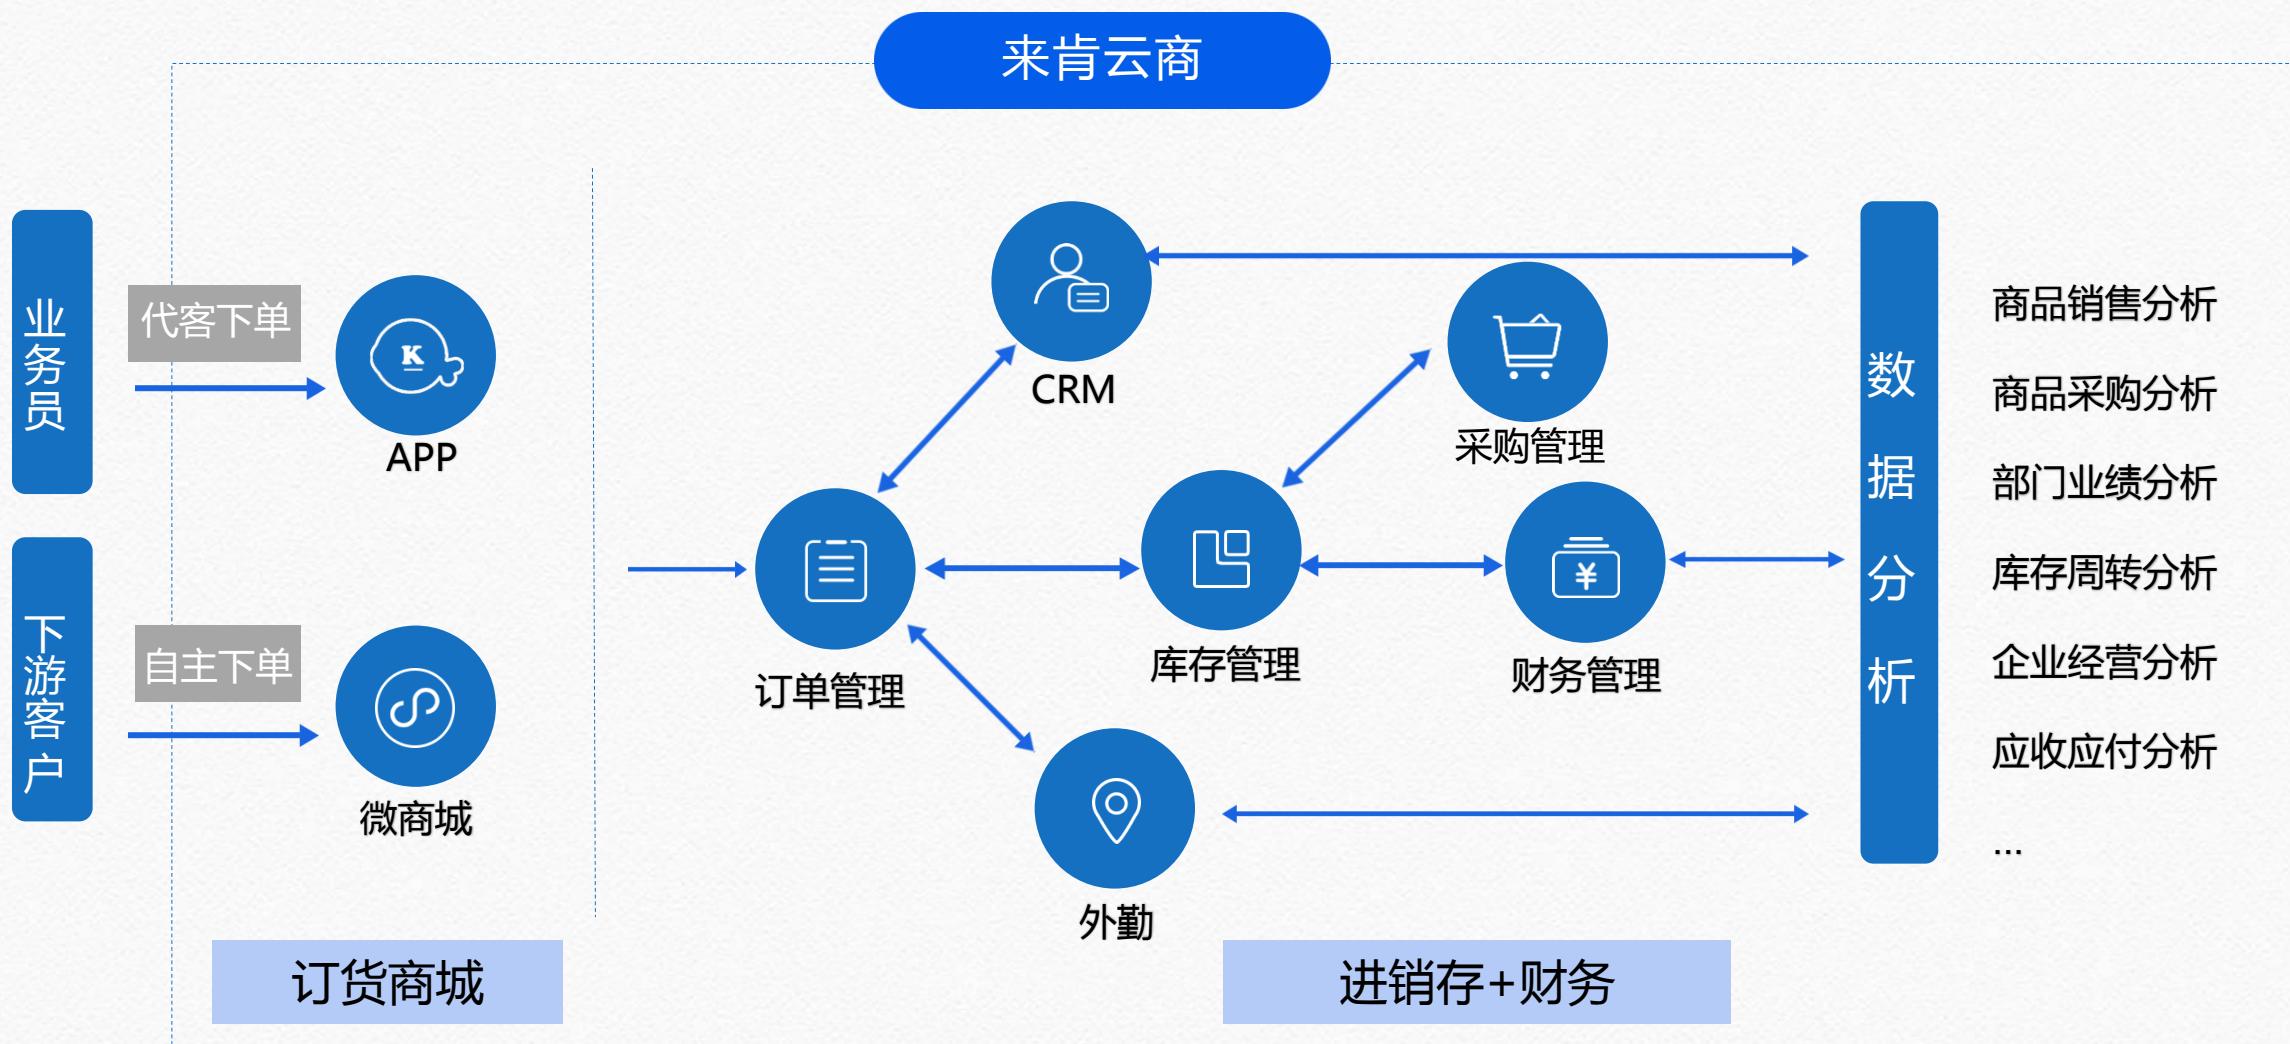 来肯云商
业务员
代客下单
K
APP
下游客户
自主下单
微商城
订货商城
CRM
采购管理
订单管理
库存管理
¥
财务管理
外勤
进销存+财务
数据分析
商品销售分析
商品采购分析
部门业绩分析
库存周转分析
企业经营分析
应收应付分析
...